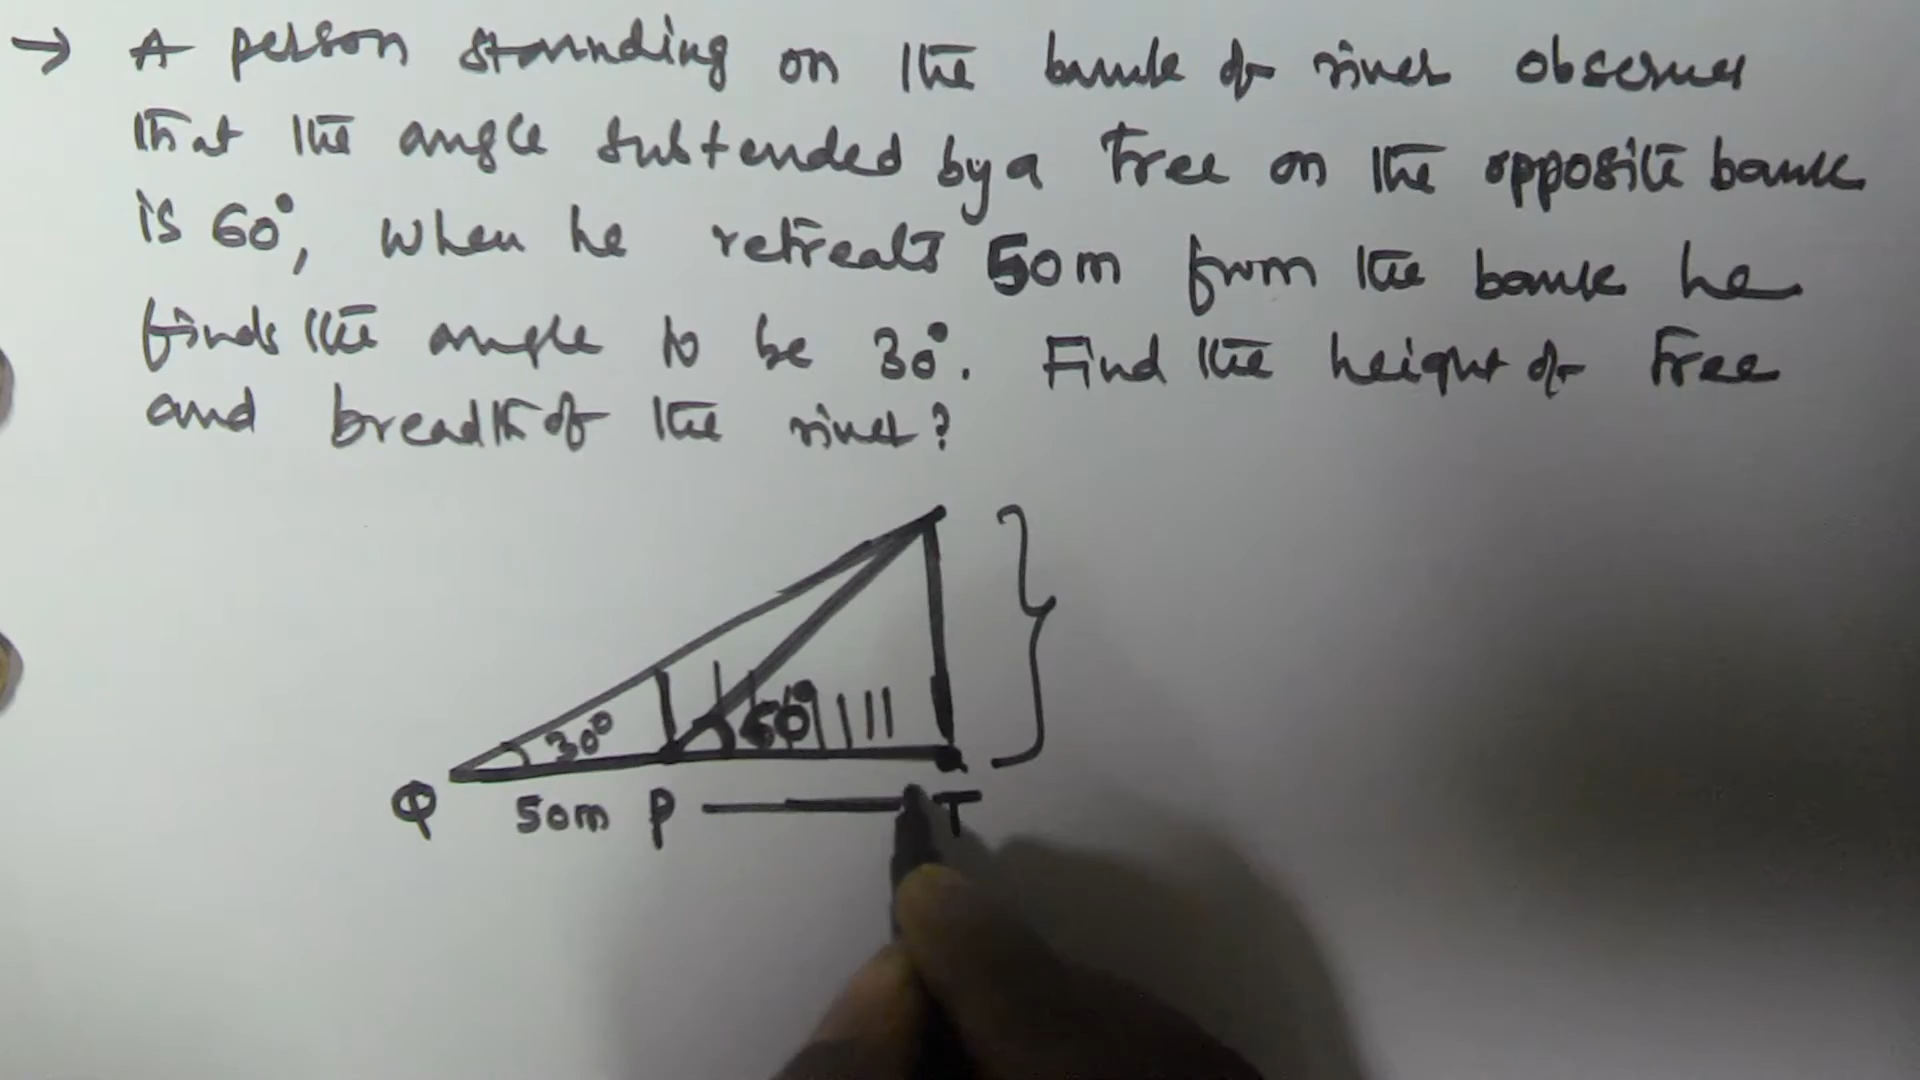 → A person stannding on the bank of river observes
that the angle subtended by a tree on the opposite bank
is 60°, when he retreats 50m from the bank he
finds the angle to be 30°. Find the height of tree
and breadth of the river?
30° 60°
Q 50m P T